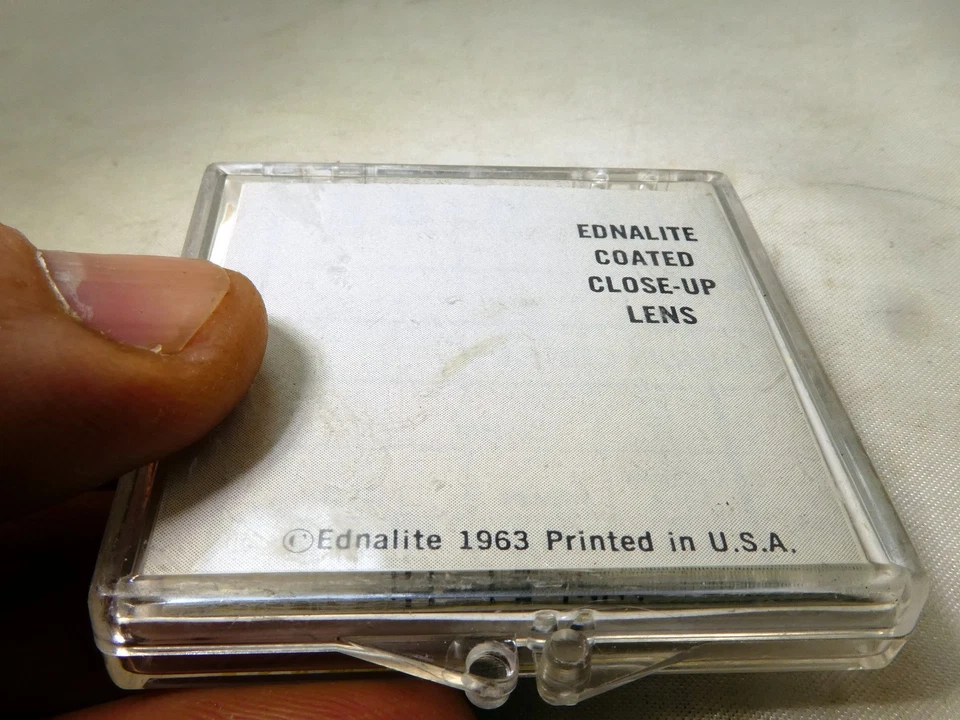 EDNALITE
COATED
CLOSE-UP
LENS
©Ednalite 1963 Printed in U.S.A.